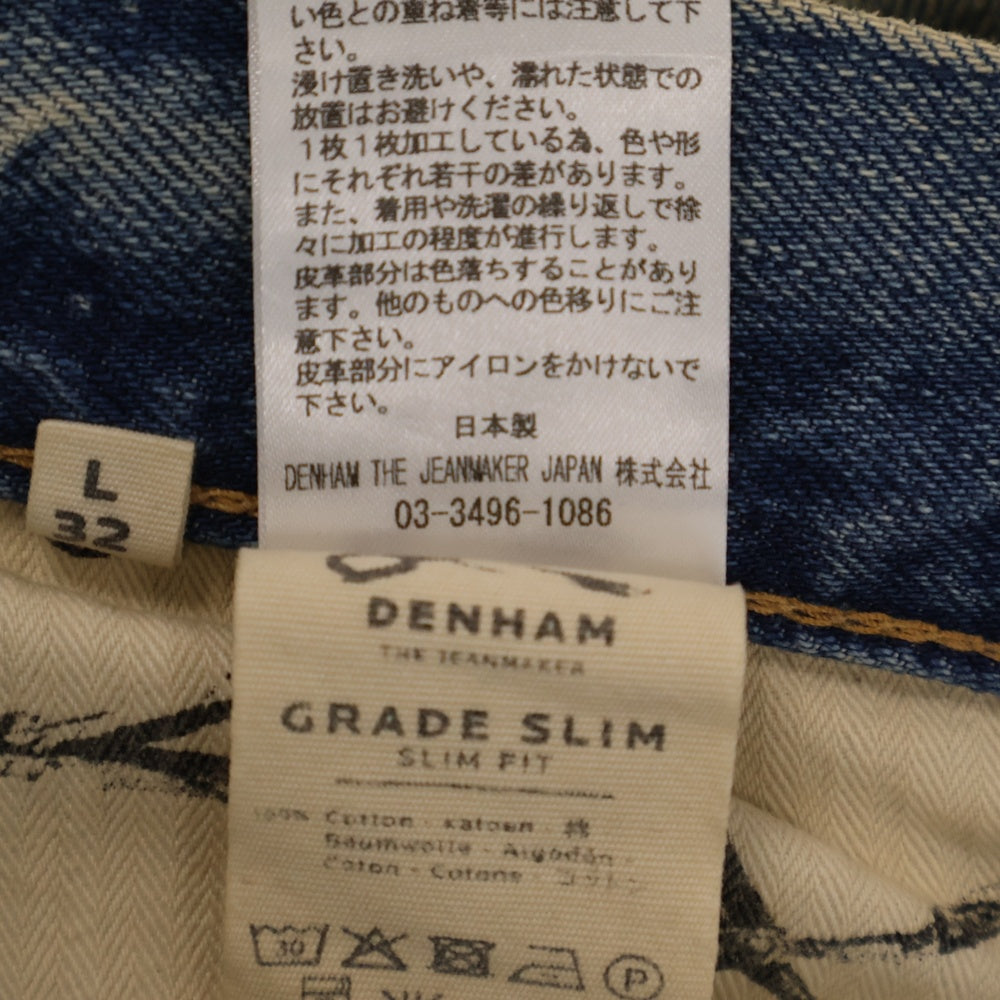 い色との重ね着等には注意して下
さい。
浸け置き洗いや、濡れた状態での
放置はお避けください。
１枚１枚加工している為、色や形
にそれぞれ若干の差があります。
また、着用や洗濯の繰り返しで徐
々に加工の程度が進行します。
皮革部分は色落ちすることがあり
ます。他のものへの色移りにご注
意下さい。
皮革部分にアイロンをかけないで
下さい。
日本製
DENHAM THE JEANMAKER JAPAN 株式会社
03-3496-1086
L
32
DENHAM
THE JEANMAKER
GRADE SLIM
SLIM FIT
100% Cotton - Katoen - 綿
Baumwolle - Algodón -
Coton - Cotone - コットン
30
P